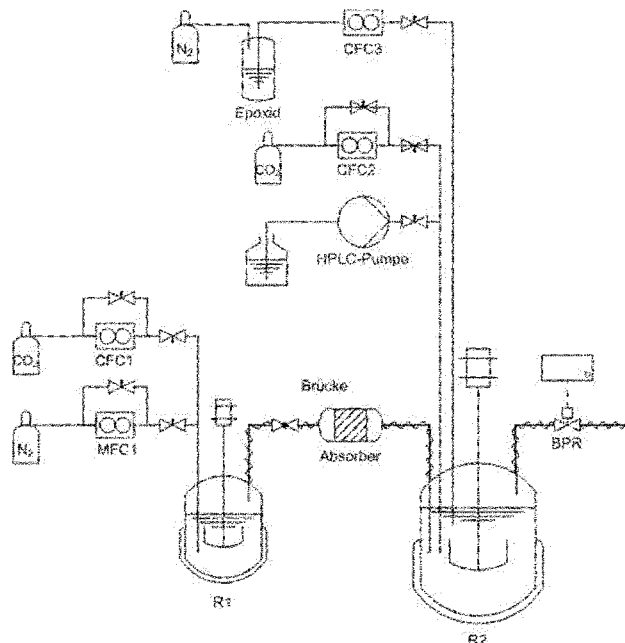 N₂
CFC3
Epoxid
CO₂
CFC2
HPLC-Pumpe
CO₂
CFC1
Brücke
N₂
MFC1
Absorber
BPR
R1
R2